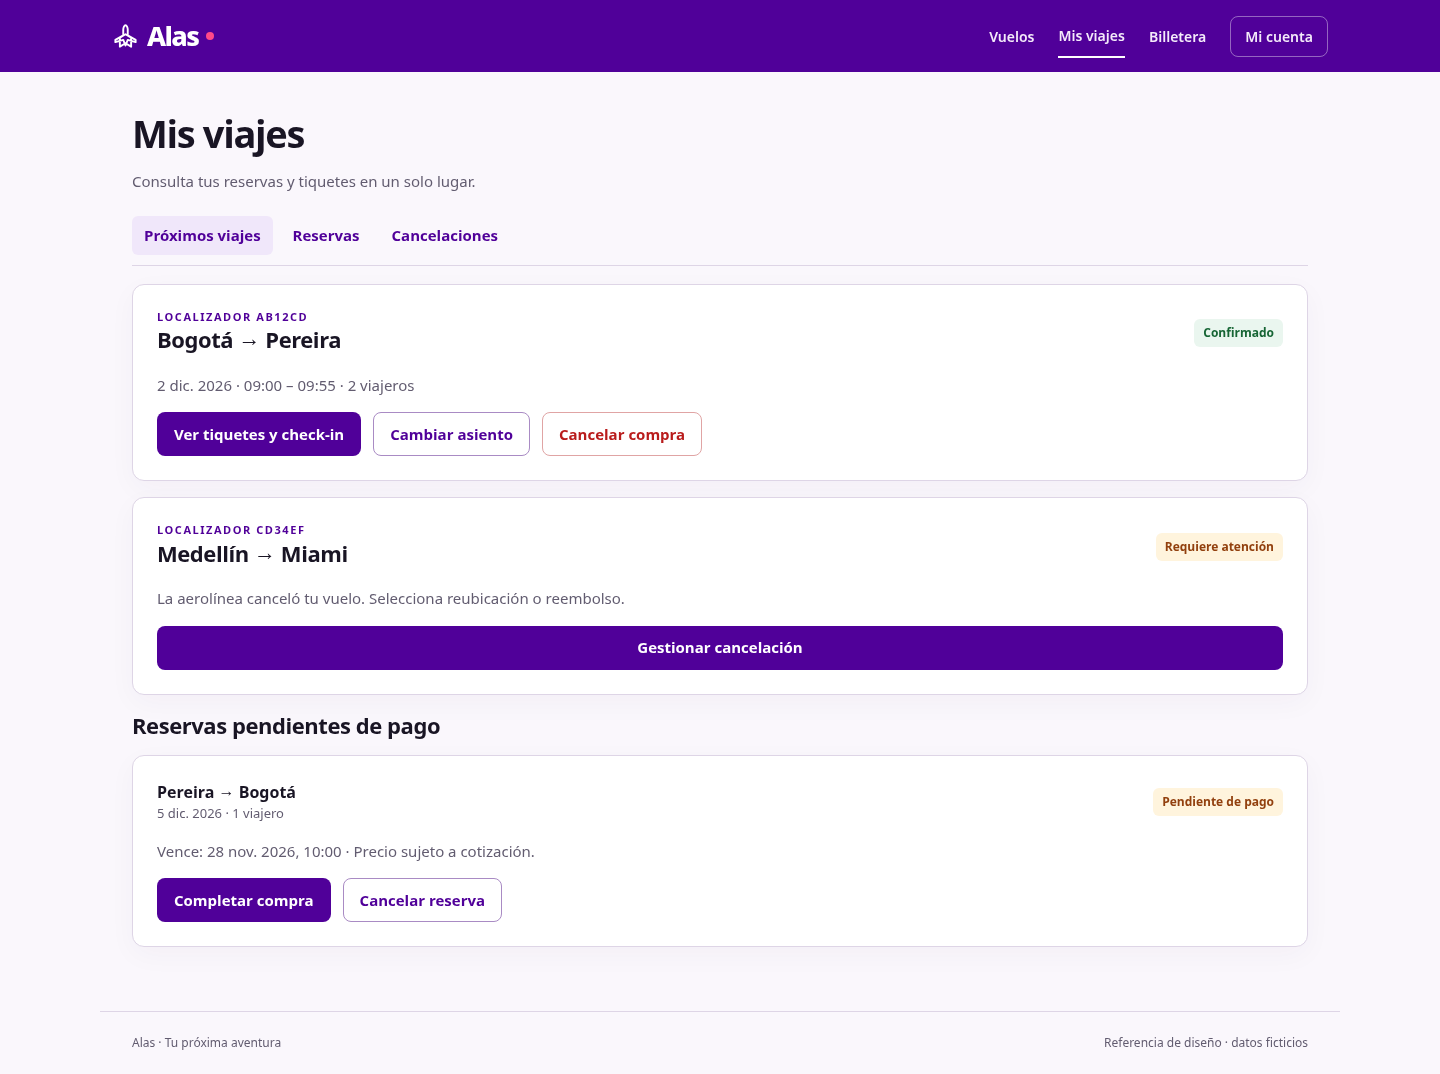 Alas
Vuelos
Mis viajes
Billetera
Mi cuenta
Mis viajes
Consulta tus reservas y tiquetes en un solo lugar.
Próximos viajes
Reservas
Cancelaciones
LOCALIZADOR AB12CD
Bogotá → Pereira
Confirmado
2 dic. 2026 · 09:00 – 09:55 · 2 viajeros
Ver tiquetes y check-in
Cambiar asiento
Cancelar compra
LOCALIZADOR CD34EF
Medellín → Miami
Requiere atención
La aerolínea canceló tu vuelo. Selecciona reubicación o reembolso.
Gestionar cancelación
Reservas pendientes de pago
Pereira → Bogotá
5 dic. 2026 · 1 viajero
Pendiente de pago
Vence: 28 nov. 2026, 10:00 · Precio sujeto a cotización.
Completar compra
Cancelar reserva
Alas · Tu próxima aventura
Referencia de diseño · datos ficticios